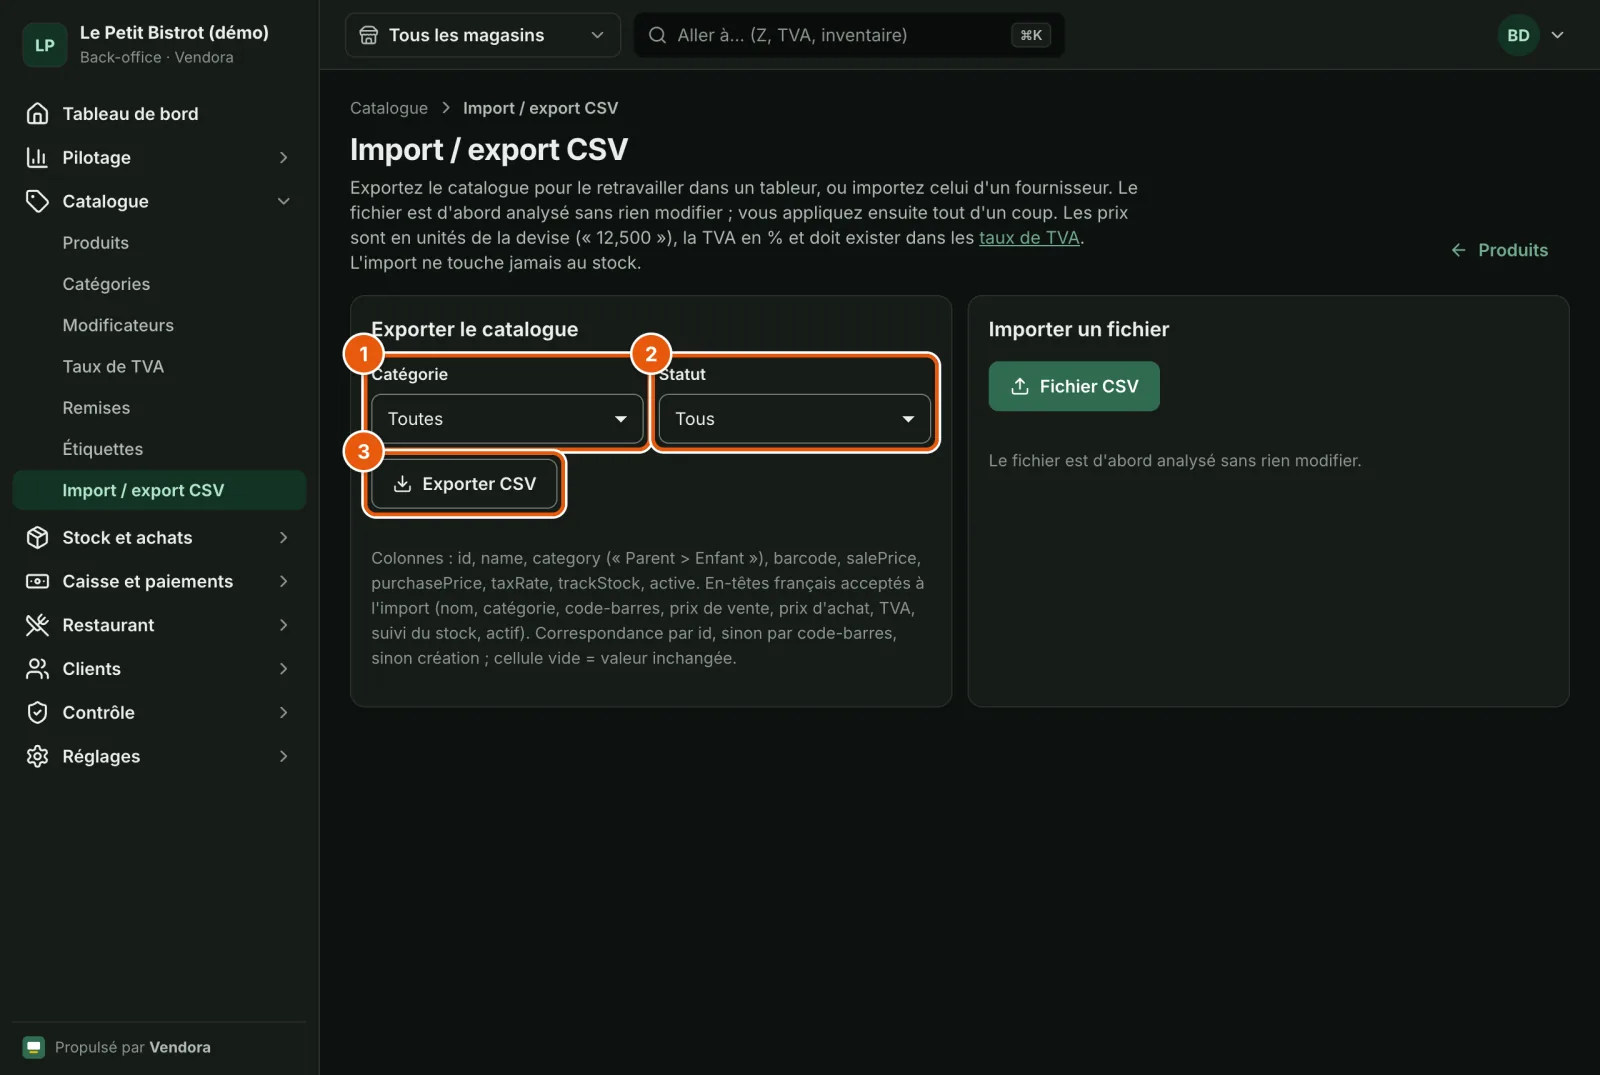 LP
Le Petit Bistrot (démo)
Back-office · Vendora
Tous les magasins
Aller à... (Z, TVA, inventaire)
⌘K
BD
Tableau de bord
Pilotage
Catalogue
Produits
Catégories
Modificateurs
Taux de TVA
Remises
Étiquettes
Import / export CSV
Stock et achats
Caisse et paiements
Restaurant
Clients
Contrôle
Réglages
Propulsé par Vendora
Catalogue > Import / export CSV
Import / export CSV
Exportez le catalogue pour le retravailler dans un tableur, ou importez celui d'un fournisseur. Le
fichier est d'abord analysé sans rien modifier ; vous appliquez ensuite tout d'un coup. Les prix
sont en unités de la devise (« 12,500 »), la TVA en % et doit exister dans les taux de TVA.
L'import ne touche jamais au stock.
← Produits
Exporter le catalogue
1
Catégorie
Toutes
2
Statut
Tous
3
Exporter CSV
Colonnes : id, name, category (« Parent > Enfant »), barcode, salePrice,
purchasePrice, taxRate, trackStock, active. En-têtes français acceptés à
l'import (nom, catégorie, code-barres, prix de vente, prix d'achat, TVA,
suivi du stock, actif). Correspondance par id, sinon par code-barres,
sinon création ; cellule vide = valeur inchangée.
Importer un fichier
Fichier CSV
Le fichier est d'abord analysé sans rien modifier.